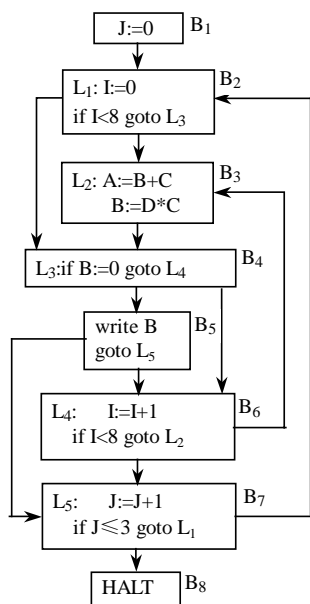 J:=0 B1
L1: I:=0 B2
if I<8 goto L3
L2: A:=B+C B3
B:=D*C
L3:if B:=0 goto L4 B4
write B B5
goto L5
L4: I:=I+1 B6
if I<8 goto L2
L5: J:=J+1 B7
if J≤3 goto L1
HALT B8